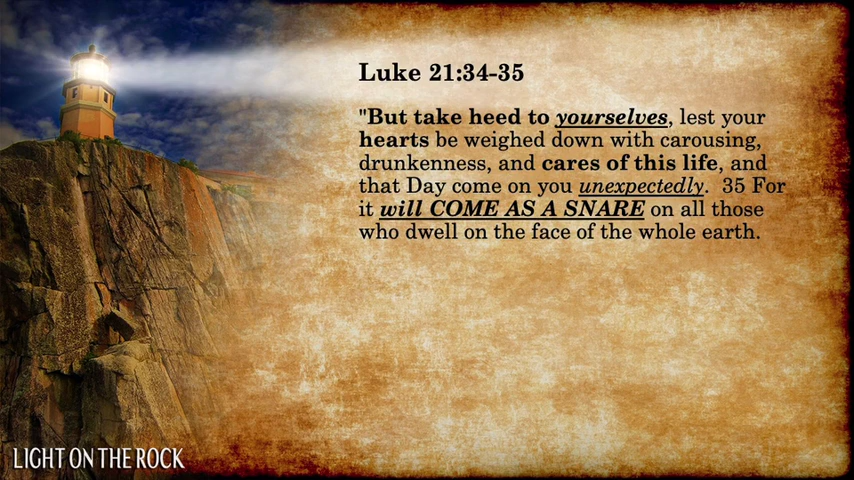 Luke 21:34-35
"But take heed to yourselves, lest your
hearts be weighed down with carousing,
drunkenness, and cares of this life, and
that Day come on you unexpectedly.  35 For
it will COME AS A SNARE on all those
who dwell on the face of the whole earth.
LIGHT ON THE ROCK